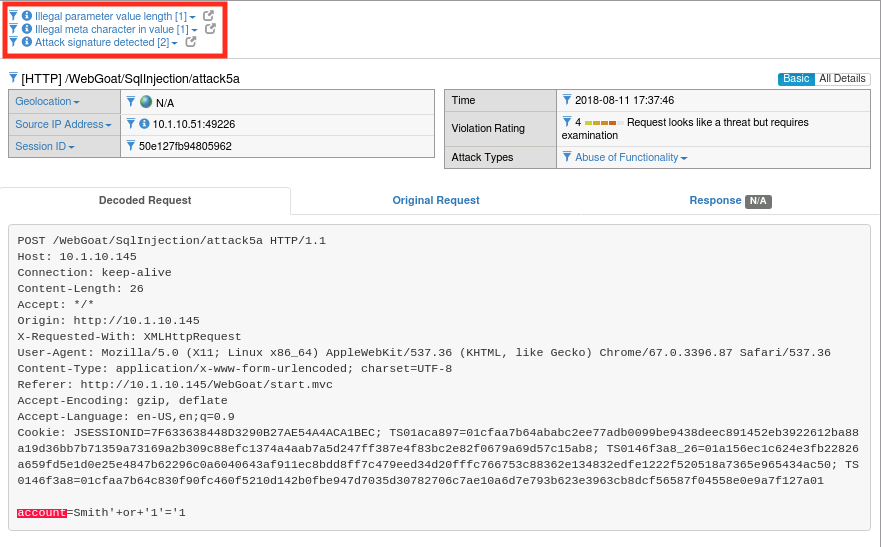 Illegal parameter value length [1]
Illegal meta character in value [1]
Attack signature detected [2]
[HTTP] /WebGoat/SqlInjection/attack5a
Basic All Details
Geolocation N/A
Source IP Address 10.1.10.51:49226
Session ID 50e127fb94805962
Time 2018-08-11 17:37:46
Violation Rating 4 Request looks like a threat but requires
examination
Attack Types Abuse of Functionality
Decoded Request Original Request Response N/A
POST /WebGoat/SqlInjection/attack5a HTTP/1.1
Host: 10.1.10.145
Connection: keep-alive
Content-Length: 26
Accept: */*
Origin: http://10.1.10.145
X-Requested-With: XMLHttpRequest
User-Agent: Mozilla/5.0 (X11; Linux x86_64) AppleWebKit/537.36 (KHTML, like Gecko) Chrome/67.0.3396.87 Safari/537.36
Content-Type: application/x-www-form-urlencoded; charset=UTF-8
Referer: http://10.1.10.145/WebGoat/start.mvc
Accept-Encoding: gzip, deflate
Accept-Language: en-US,en;q=0.9
Cookie: JSESSIONID=7F633638448D3290B27AE54A4ACA1BEC; TS01aca897=01cfaa7b64ababc2ee77adb0099be9438deec891452eb3922612ba88
a19d36bb7b71359a73169a2b309c88efc1374a4aab7a5d247ff387e4f83bc2e82f0679a69d57c15ab8; TS0146f3a8_26=01a156ec1c624e3fb22826
a659fd5e1d0e25e4847b62296c0a6040643af911ec8bdd8ff7c479eed34d20fffc766753c88362e134832edfe1222f520518a7365e965434ac50; TS
0146f3a8=01cfaa7b64c830f90fc460f5210d142b0fbe947d7035d30782706c7ae10a6d7e793b623e3963cb8dcf56587f04558e0e9a7f127a01
account=Smith'+or+'1'='1